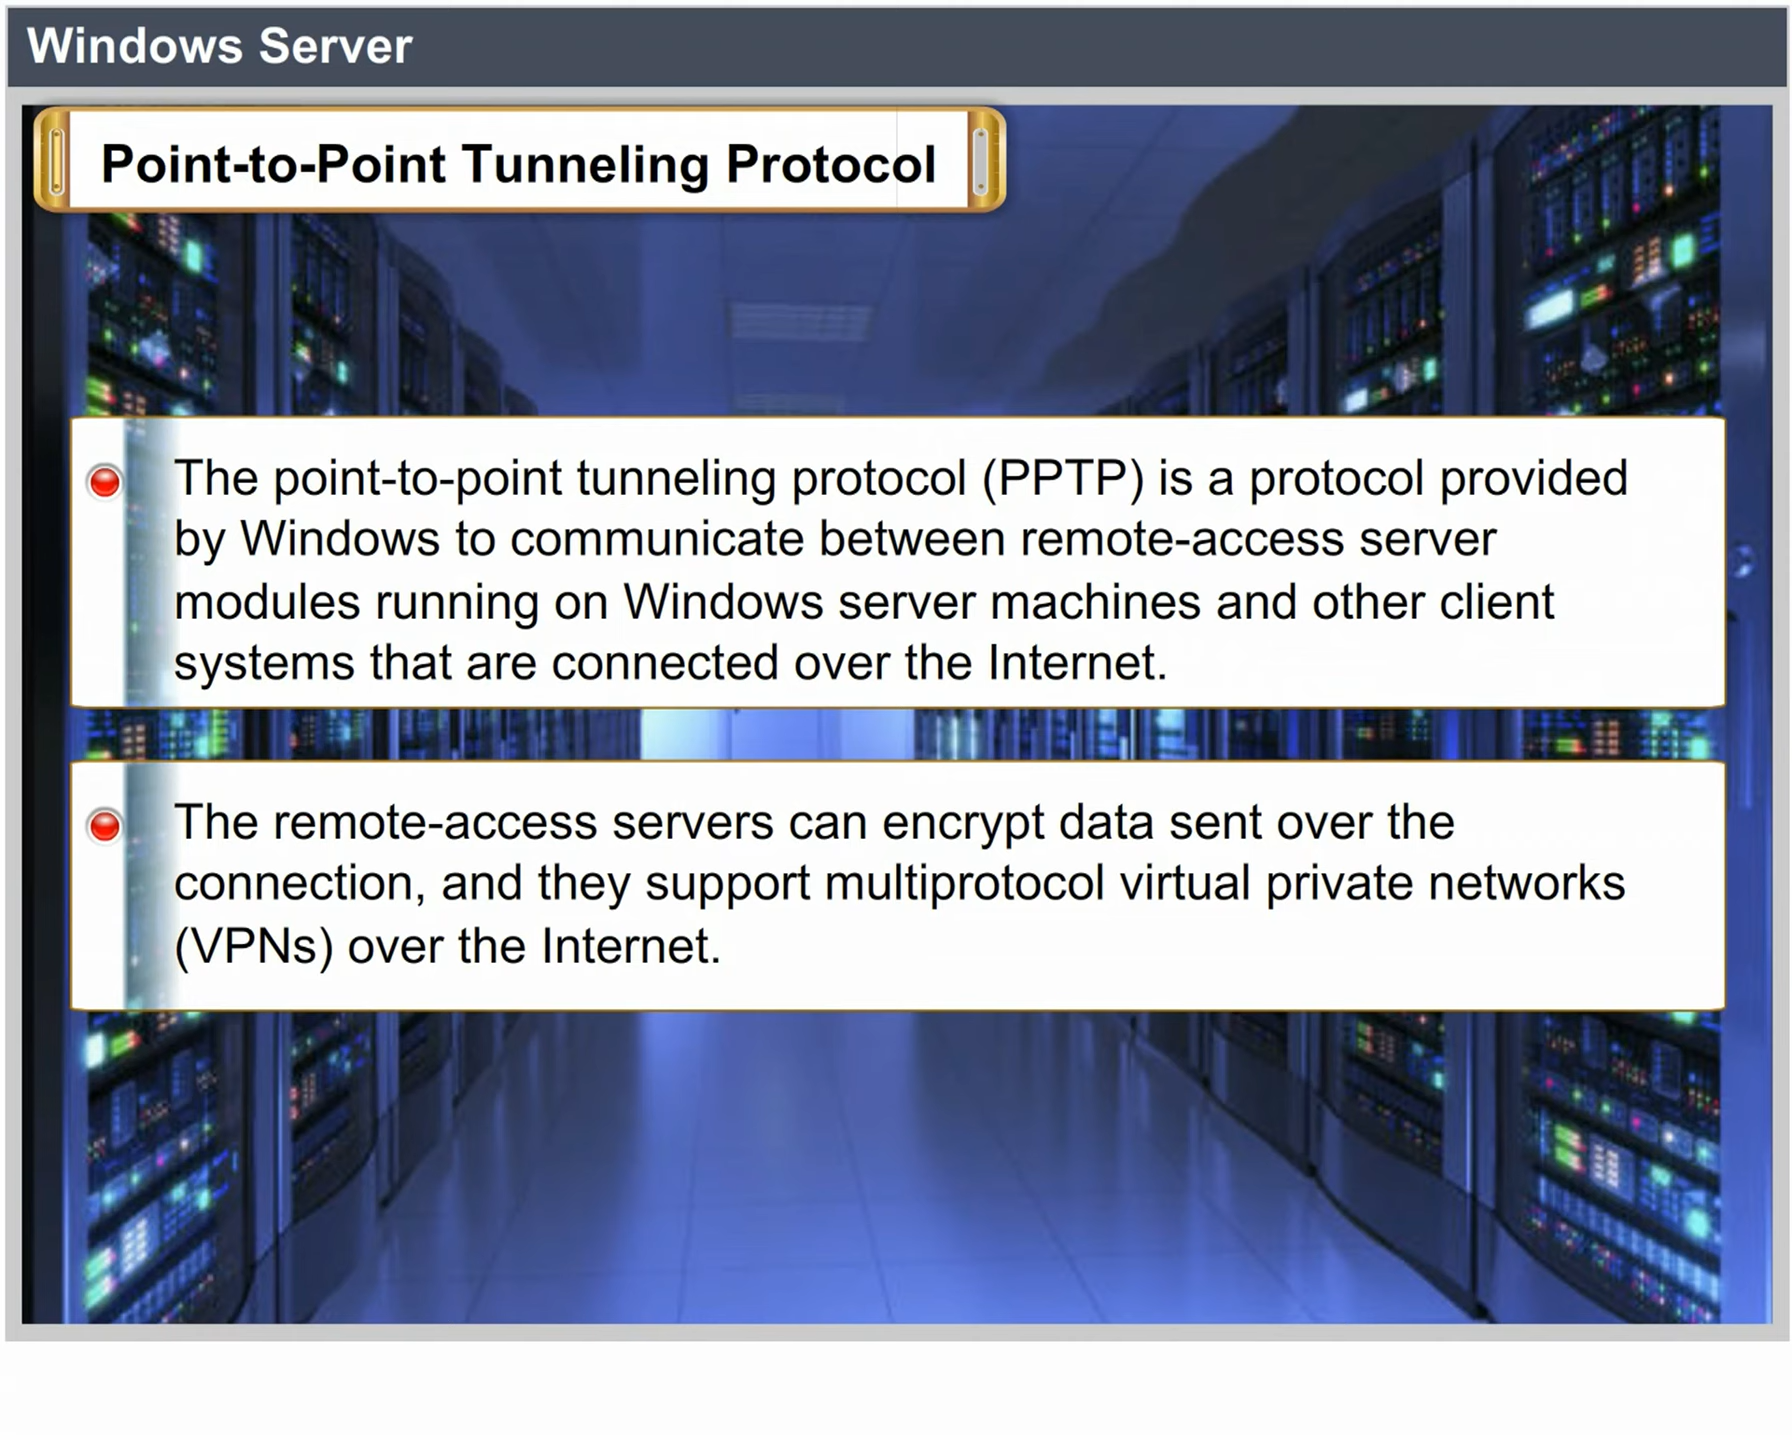 Windows Server
Point-to-Point Tunneling Protocol
The point-to-point tunneling protocol (PPTP) is a protocol provided
by Windows to communicate between remote-access server
modules running on Windows server machines and other client
systems that are connected over the Internet.
The remote-access servers can encrypt data sent over the
connection, and they support multiprotocol virtual private networks
(VPNs) over the Internet.